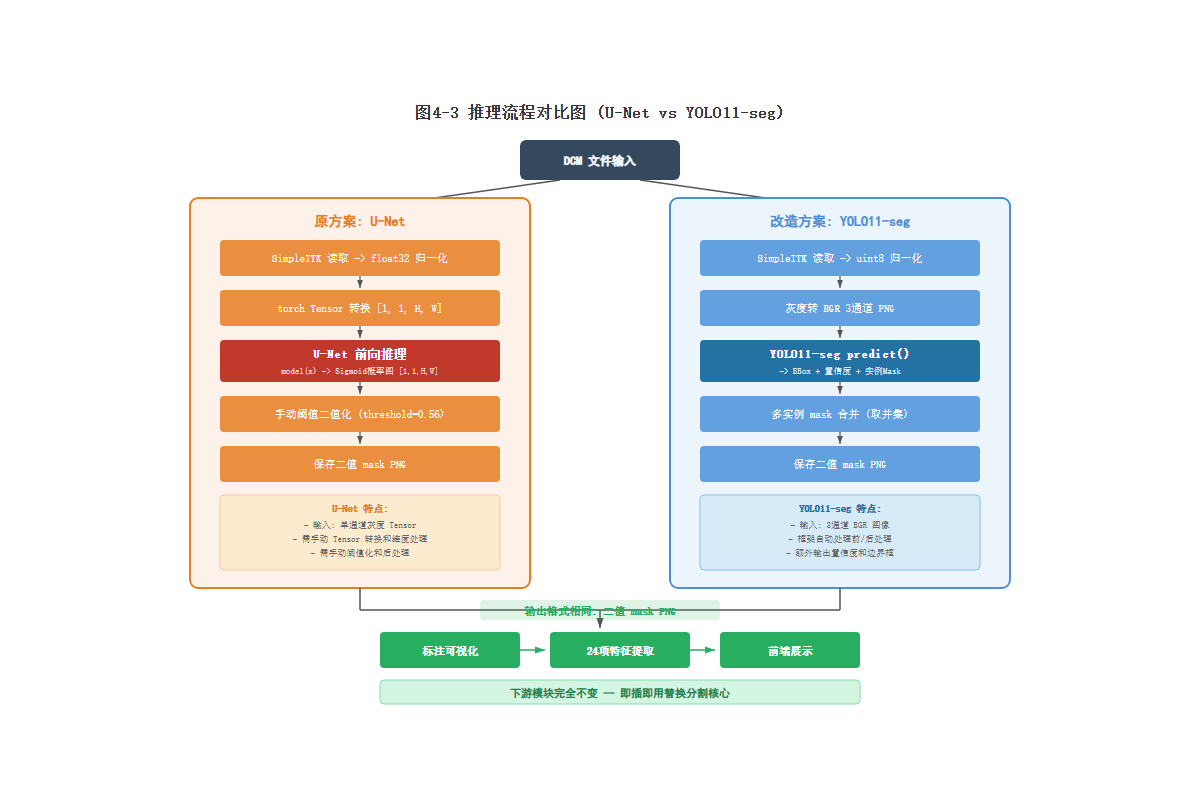 图4-3 推理流程对比图 (U-Net vs YOLO11-seg)
DCM 文件输入
原方案: U-Net
SimpleITK 读取 -> float32 归一化
torch Tensor 转换 [1, 1, H, W]
U-Net 前向推理
model(x) -> Sigmoid概率图 [1,1,H,W]
手动阈值二值化 (threshold=0.56)
保存二值 mask PNG
U-Net 特点:
- 输入: 单通道灰度 Tensor
- 需手动 Tensor 转换和维度处理
- 需手动阈值化和后处理
改造方案: YOLO11-seg
SimpleITK 读取 -> uint8 归一化
灰度转 BGR 3通道 PNG
YOLO11-seg predict()
-> BBox + 置信度 + 实例Mask
多实例 mask 合并 (取并集)
保存二值 mask PNG
YOLO11-seg 特点:
- 输入: 3通道 BGR 图像
- 框架自动处理前/后处理
- 额外输出置信度和边界框
输出格式相同: 二值 mask PNG
标注可视化
24项特征提取
前端展示
下游模块完全不变 -- 即插即用替换分割核心